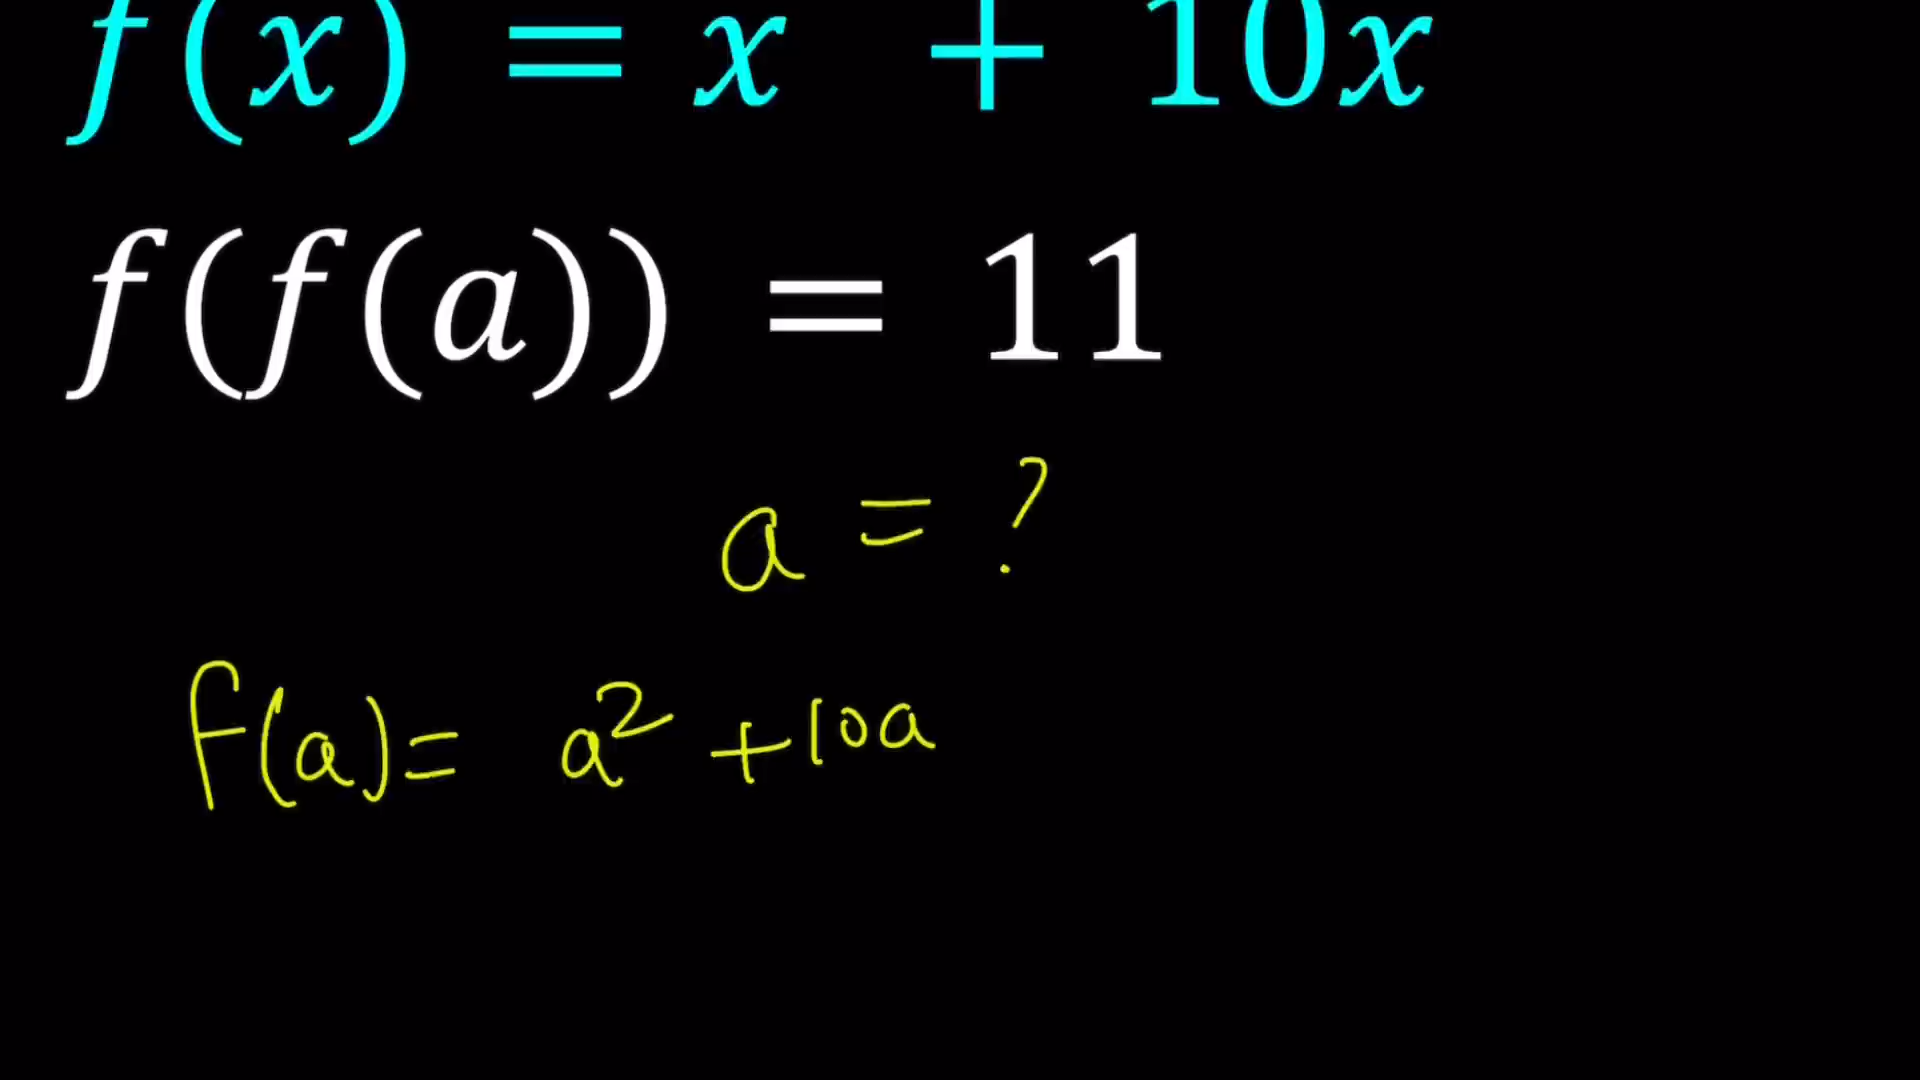 f(x) = x + 10x
f(f(a)) = 11
a = ?
f(a) = a² + 10a